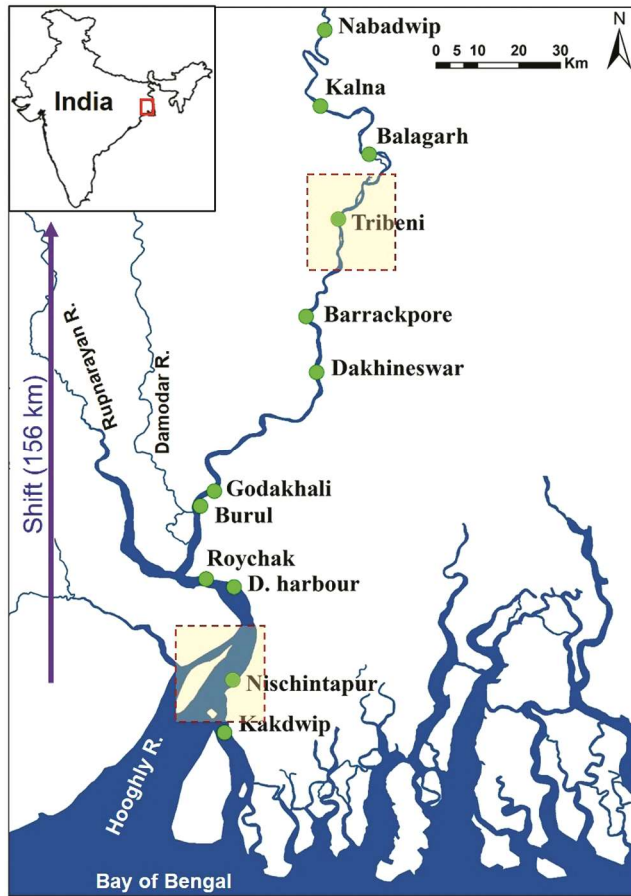 India
N
0 5 10 20 30
Km
Nabadwip
Kalna
Balagarh
Tribeni
Barrackpore
Dakhineswar
Shift (156 km)
Rupnarayan R.
Damodar R.
Godakhali
Burul
Roychak
D. harbour
Nischintapur
Kakdwip
Hooghly R.
Bay of Bengal